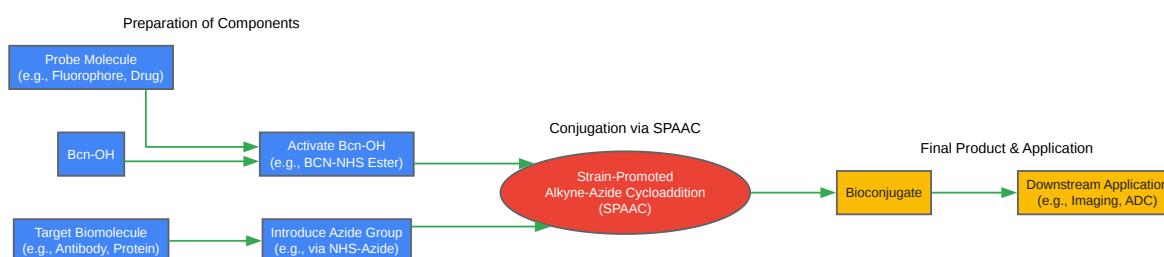 Preparation of Components
Probe Molecule
(e.g., Fluorophore, Drug)
Bcn-OH
Activate Bcn-OH
(e.g., BCN-NHS Ester)
Target Biomolecule
(e.g., Antibody, Protein)
Introduce Azide Group
(e.g., via NHS-Azide)
Conjugation via SPAAC
Strain-Promoted
Alkyne-Azide Cycloaddition
(SPAAC)
Final Product & Application
Bioconjugate
Downstream Application
(e.g., Imaging, ADC)